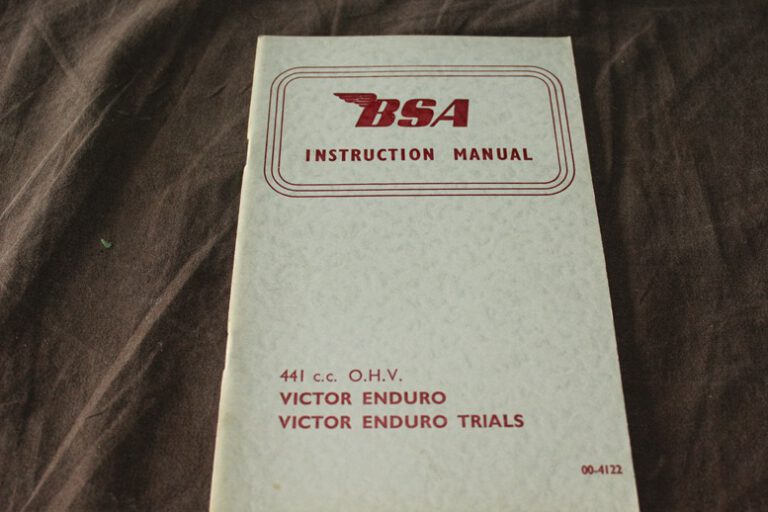 BSA
INSTRUCTION MANUAL
441 c.c. O.H.V.
VICTOR ENDURO
VICTOR ENDURO TRIALS
00-4122